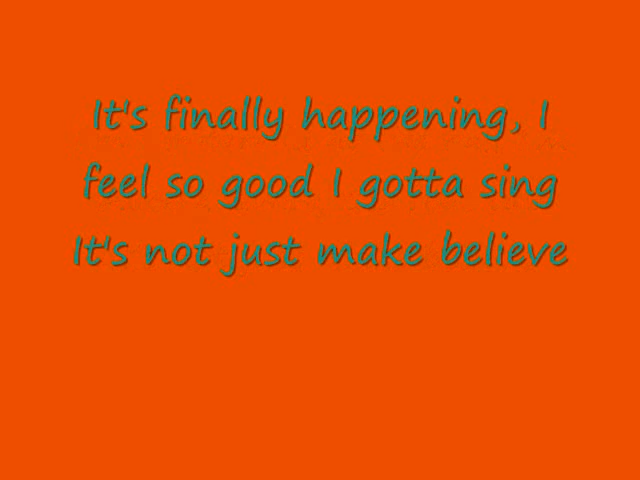 It's finally happening, I
feel so good I gotta sing
It's not just make believe